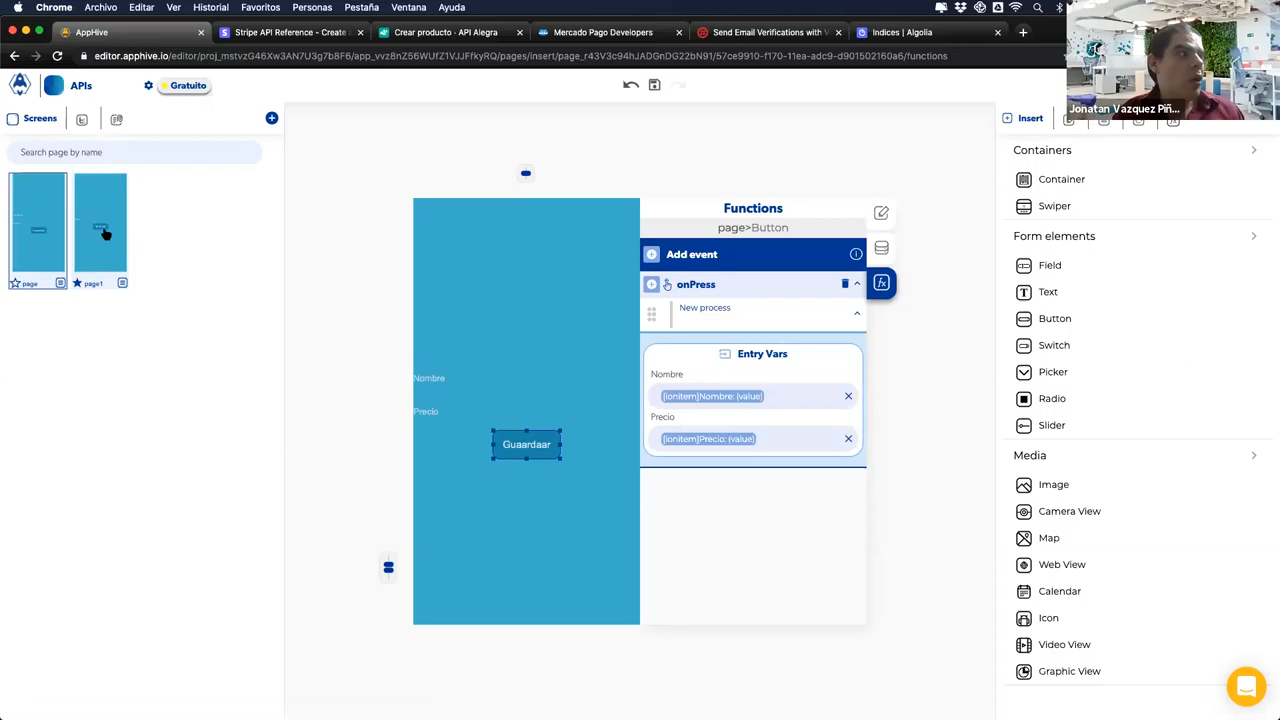 Chrome Archivo Editar Ver Historial Favoritos Personas Pestaña Ventana Ayuda
AppHive
Stripe API Reference - Create
Crear producto · API Alegra
Mercado Pago Developers
Send Email Verifications with
Indices | Algolia
editor.apphive.io/editor/proj_mstvzG46Xw3AN7U3g7b8F6/app_vvz8nZ56WUfZ1VJJFfkyRQ/pages/insert/page_r43V3c94hJADGnDG22bN91/57ce9910-f170-11ea-adc9-d901502160a6/functions
Jonatan Vazquez Piñ...
APIs
Gratuito
Screens
Search page by name
page
page1
Nombre
Precio
Guaardaar
Functions
page>Button
Add event
onPress
New process
Entry Vars
Nombre
[ionItem]Nombre: (value)
Precio
[ionItem]Precio: (value)
Insert
Containers
Container
Swiper
Form elements
Field
Text
Button
Switch
Picker
Radio
Slider
Media
Image
Camera View
Map
Web View
Calendar
Icon
Video View
Graphic View